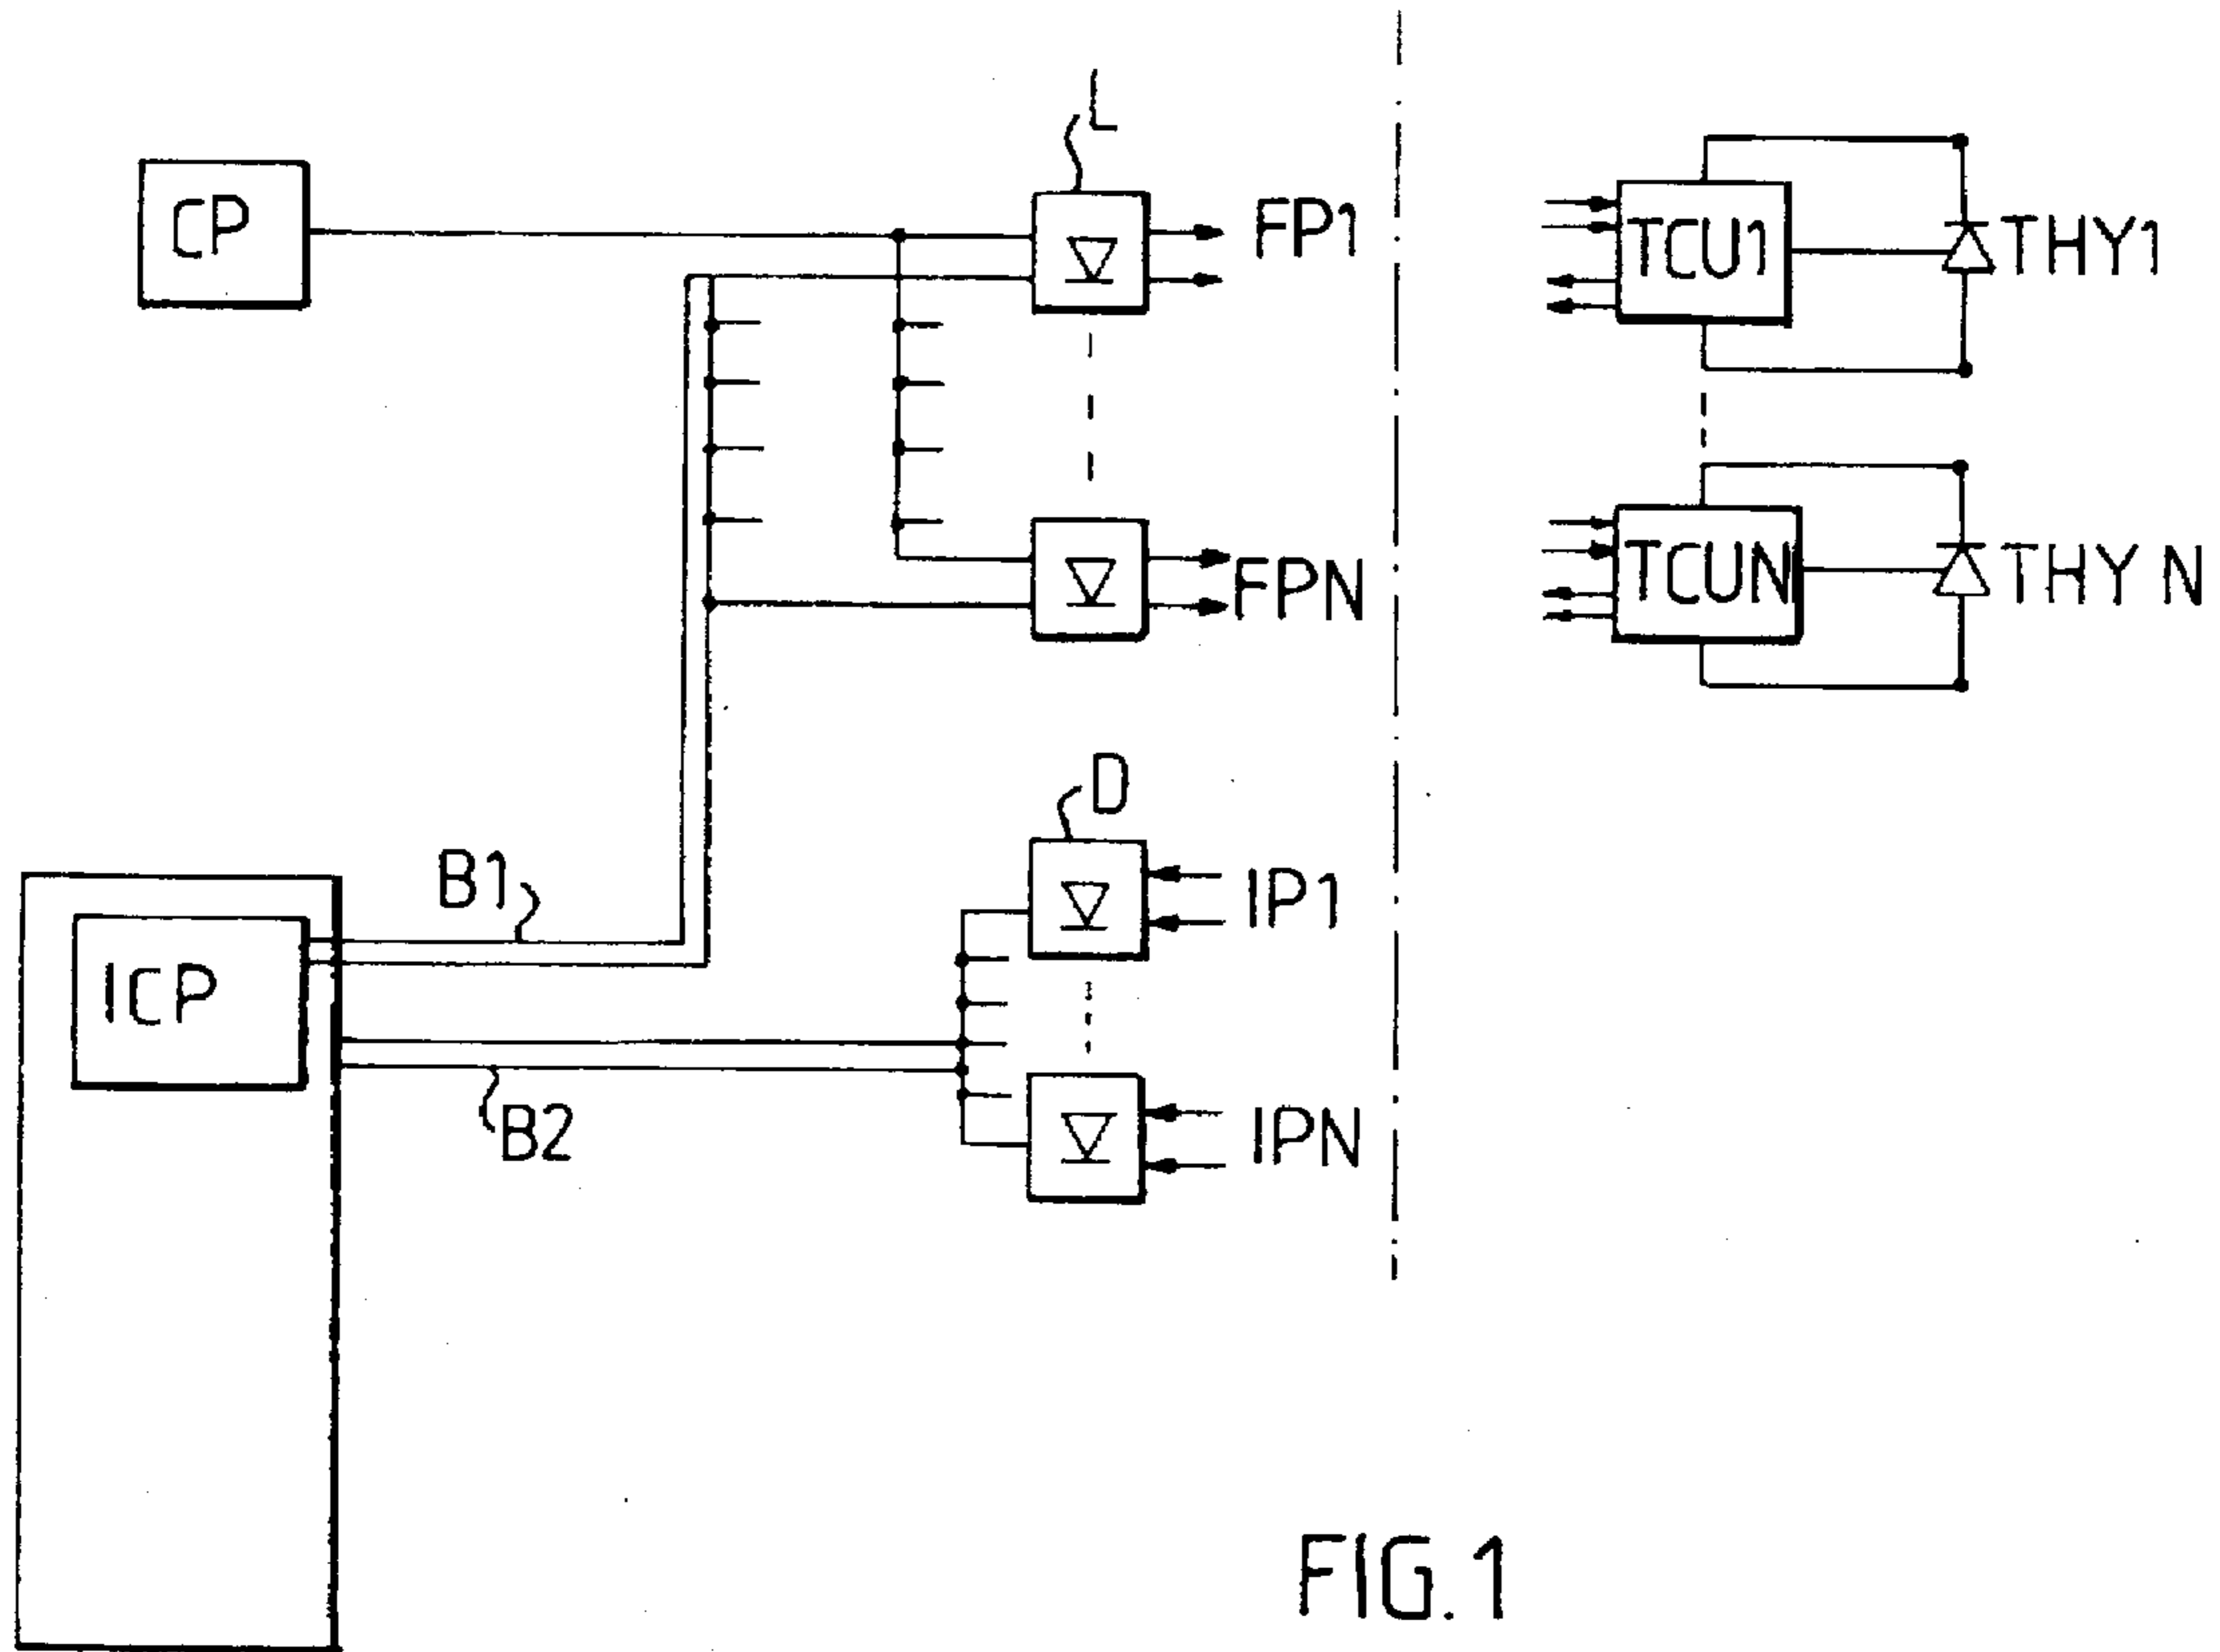 L
CP
FP1
TCU1
THY1
FPN
TCUN
THY N
D
B1
IP1
ICP
B2
IPN
FIG. 1